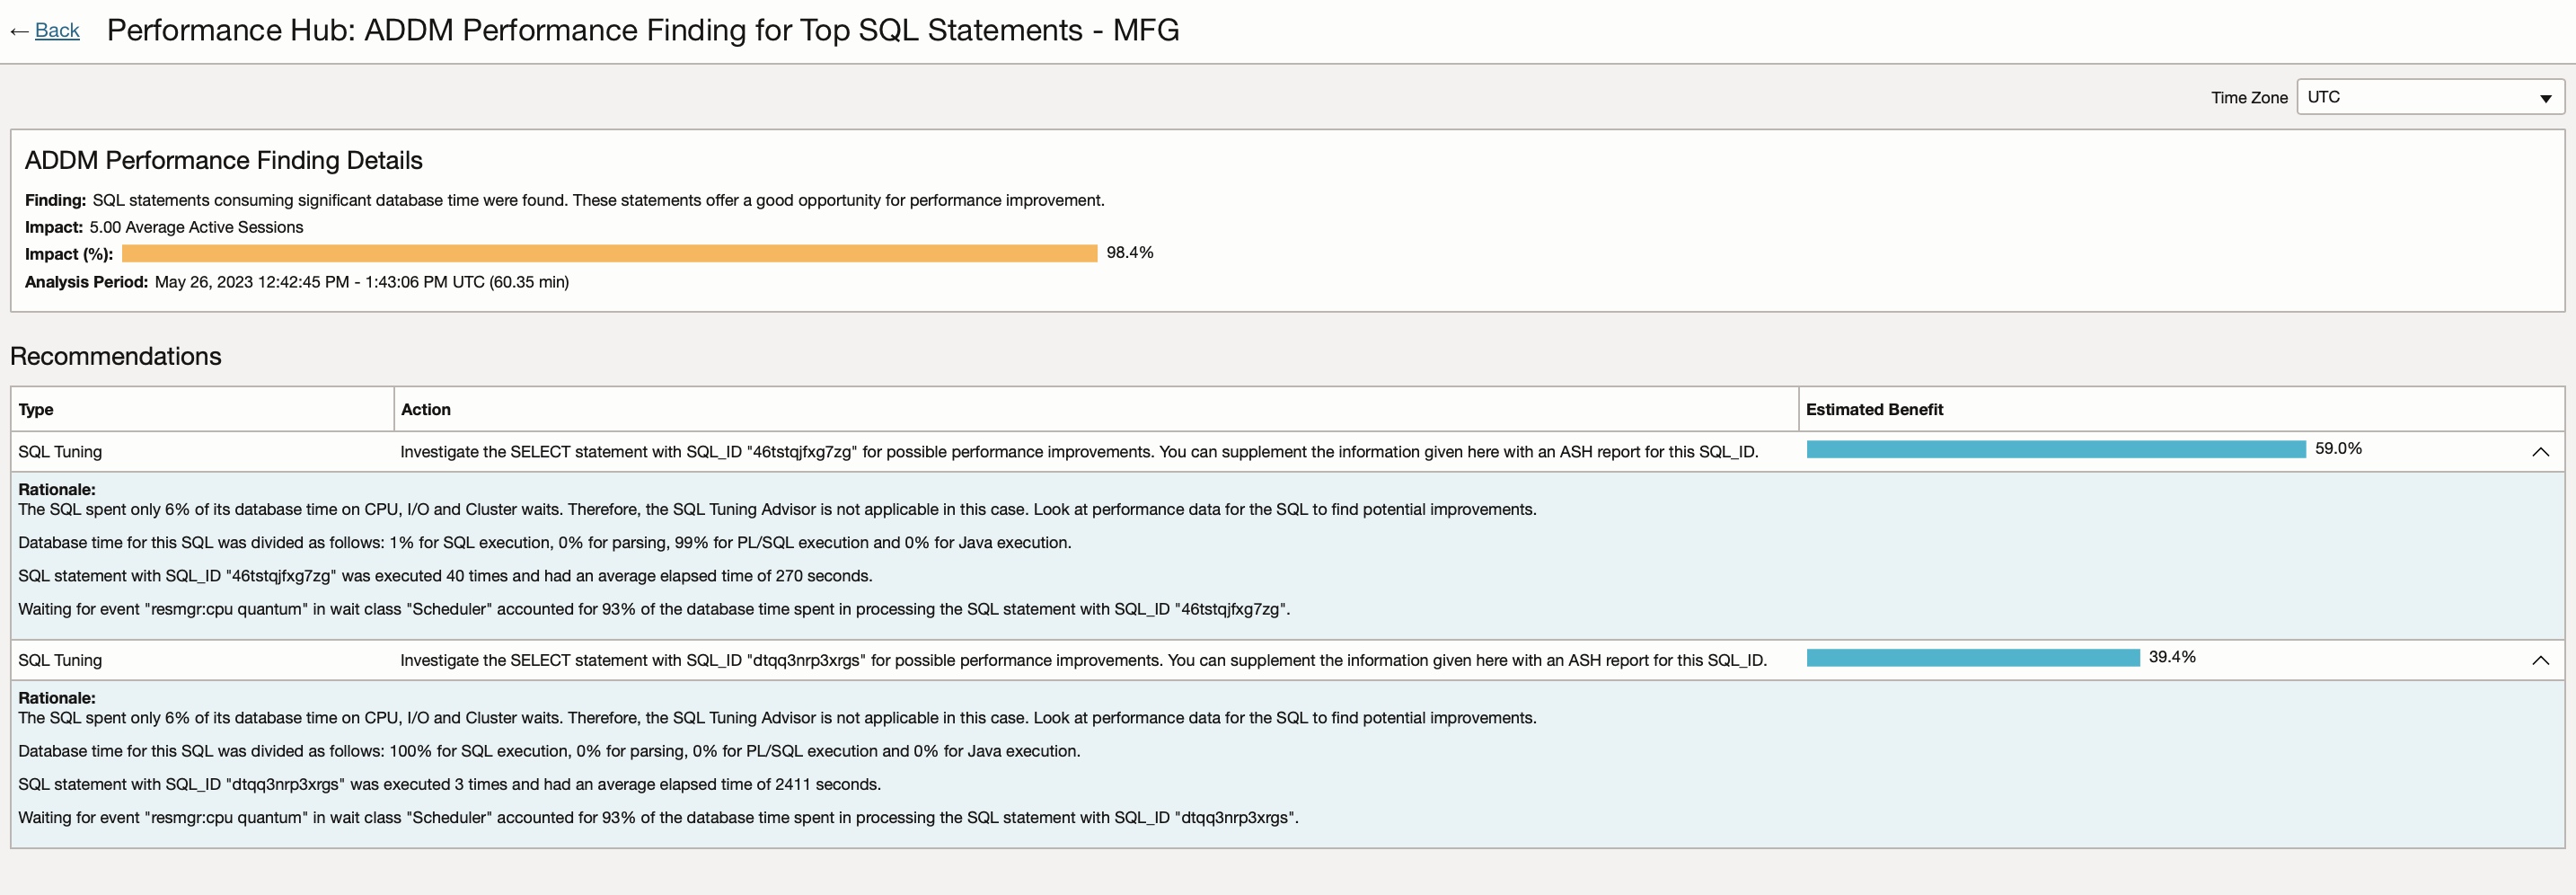 ← Back Performance Hub: ADDM Performance Finding for Top SQL Statements - MFG
Time Zone UTC
ADDM Performance Finding Details
Finding: SQL statements consuming significant database time were found. These statements offer a good opportunity for performance improvement.
Impact: 5.00 Average Active Sessions
Impact (%): 98.4%
Analysis Period: May 26, 2023 12:42:45 PM - 1:43:06 PM UTC (60.35 min)
Recommendations
Type Action Estimated Benefit
SQL Tuning Investigate the SELECT statement with SQL_ID "46tstqjfxg7zg" for possible performance improvements. You can supplement the information given here with an ASH report for this SQL_ID. 59.0%
Rationale:
The SQL spent only 6% of its database time on CPU, I/O and Cluster waits. Therefore, the SQL Tuning Advisor is not applicable in this case. Look at performance data for the SQL to find potential improvements.
Database time for this SQL was divided as follows: 1% for SQL execution, 0% for parsing, 99% for PL/SQL execution and 0% for Java execution.
SQL statement with SQL_ID "46tstqjfxg7zg" was executed 40 times and had an average elapsed time of 270 seconds.
Waiting for event "resmgr:cpu quantum" in wait class "Scheduler" accounted for 93% of the database time spent in processing the SQL statement with SQL_ID "46tstqjfxg7zg".
SQL Tuning Investigate the SELECT statement with SQL_ID "dtqq3nrp3xrgs" for possible performance improvements. You can supplement the information given here with an ASH report for this SQL_ID. 39.4%
Rationale:
The SQL spent only 6% of its database time on CPU, I/O and Cluster waits. Therefore, the SQL Tuning Advisor is not applicable in this case. Look at performance data for the SQL to find potential improvements.
Database time for this SQL was divided as follows: 100% for SQL execution, 0% for parsing, 0% for PL/SQL execution and 0% for Java execution.
SQL statement with SQL_ID "dtqq3nrp3xrgs" was executed 3 times and had an average elapsed time of 2411 seconds.
Waiting for event "resmgr:cpu quantum" in wait class "Scheduler" accounted for 93% of the database time spent in processing the SQL statement with SQL_ID "dtqq3nrp3xrgs".